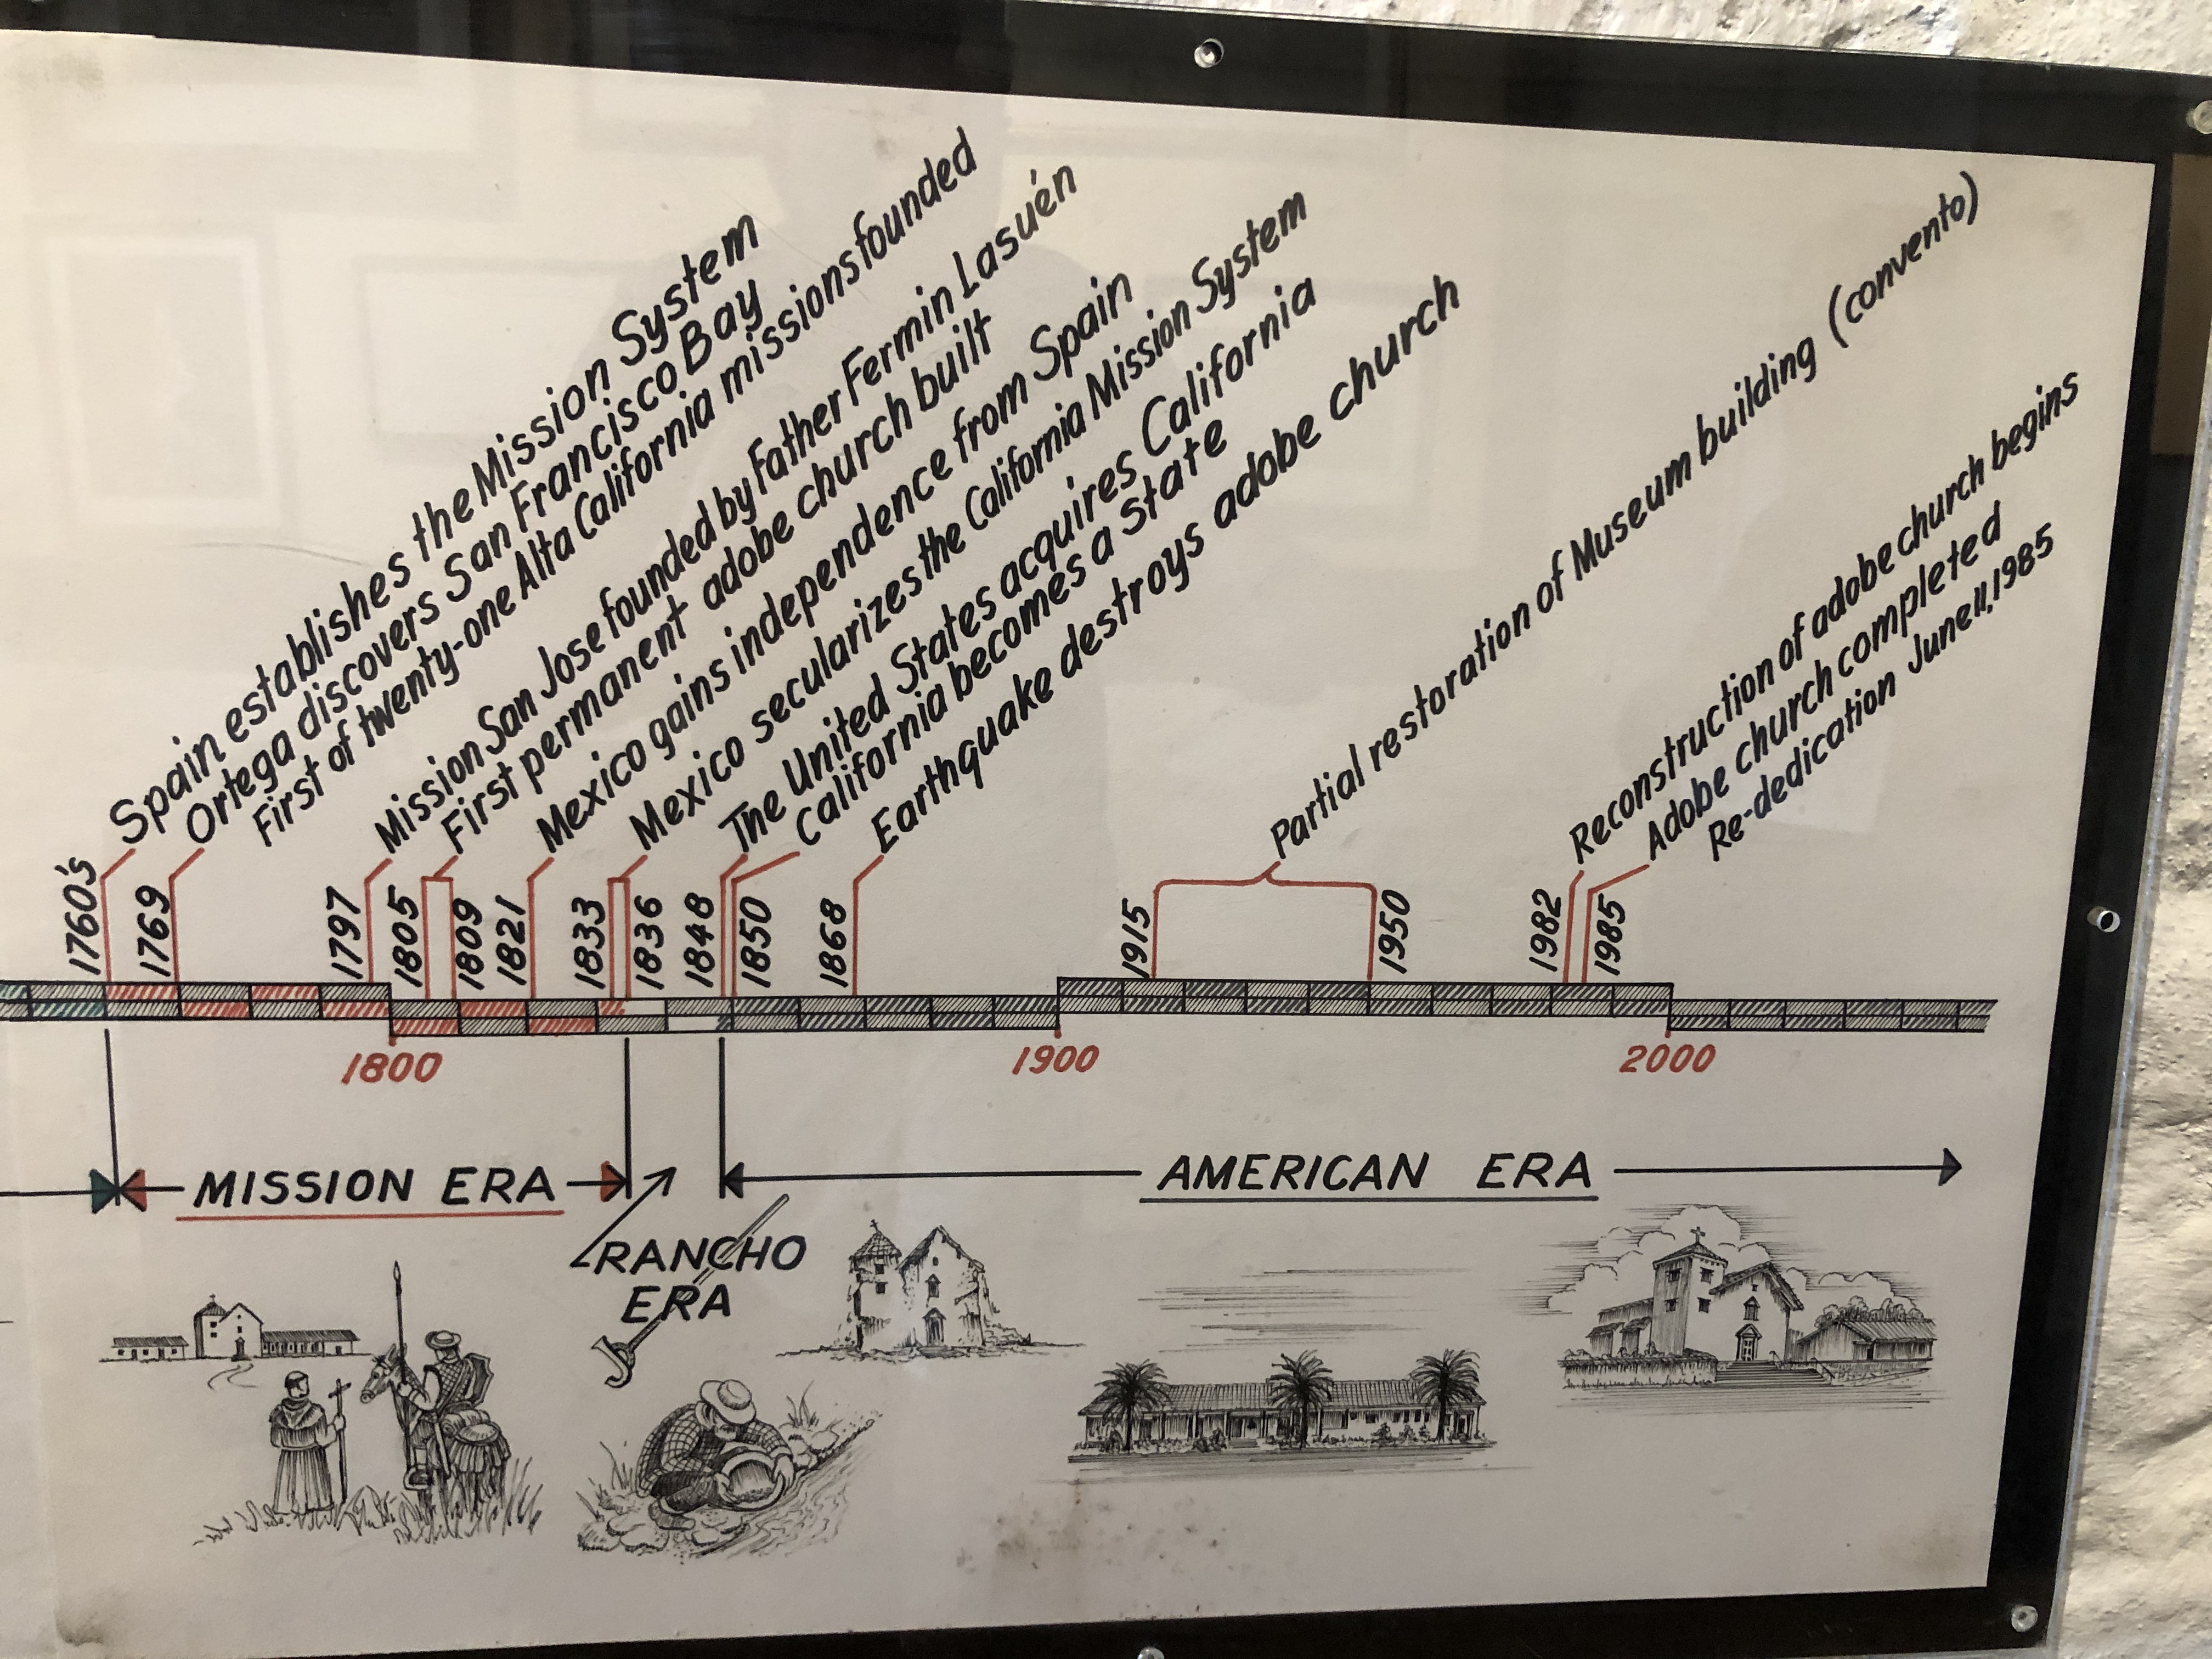 Spain establishes the Mission System
Ortega discovers San Francisco Bay
First of twenty-one Alta California missions founded
Mission San Jose founded by Father Fermin Lasuén
First permanent adobe church built
Mexico gains independence from Spain
Mexico secularizes the California Mission System
The United States acquires California
California becomes a State
Earthquake destroys adobe church
Partial restoration of Museum building (convento)
Reconstruction of adobe church begins
Adobe church completed
Re-dedication June 11, 1985
1760's
1769
1797
1805
1809
1821
1833
1836
1848
1850
1868
1915
1950
1982
1985
1800
1900
2000
MISSION ERA
RANCHO
ERA
AMERICAN ERA